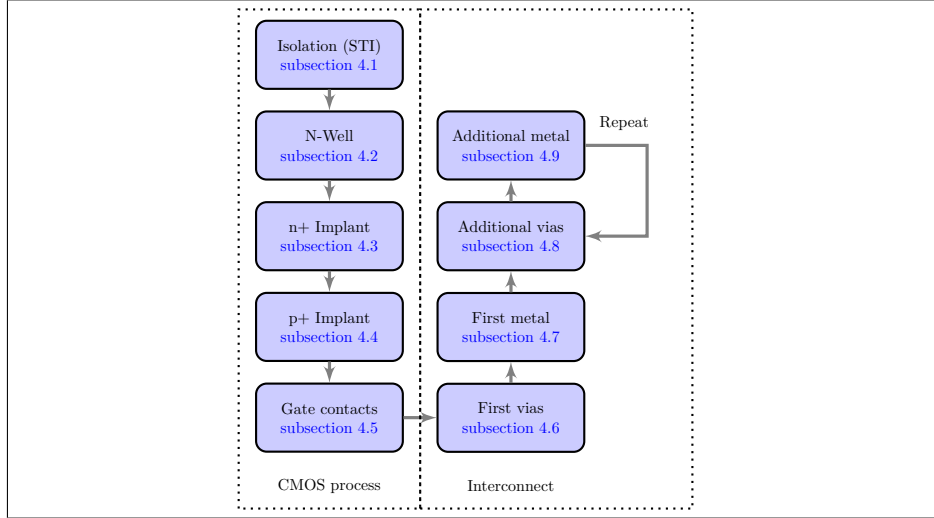 Isolation (STI)
subsection 4.1
N-Well
subsection 4.2
n+ Implant
subsection 4.3
p+ Implant
subsection 4.4
Gate contacts
subsection 4.5
CMOS process
Additional metal
subsection 4.9
Repeat
Additional vias
subsection 4.8
First metal
subsection 4.7
First vias
subsection 4.6
Interconnect